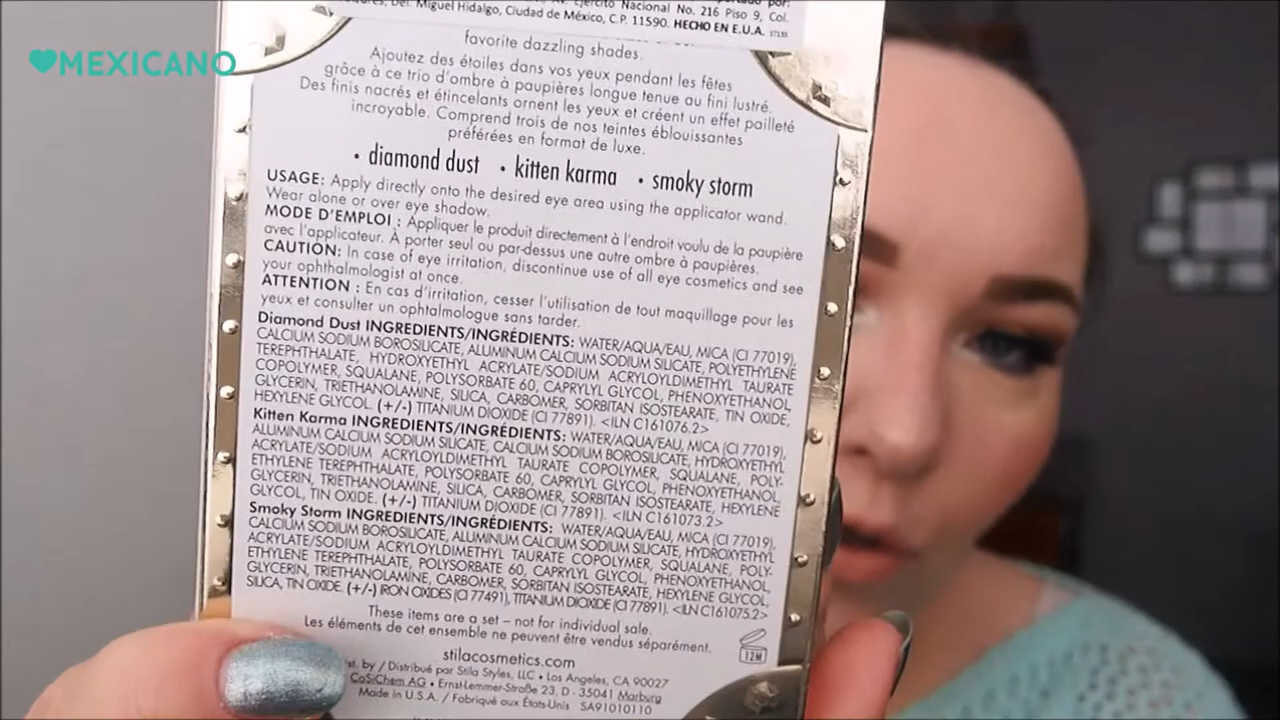 MEXICANO
Ejército Nacional No. 216 Piso 9, Col.
Del. Miguel Hidalgo, Ciudad de México, C.P. 11590. HECHO EN E.U.A.
favorite dazzling shades.
Ajoutez des étoiles dans vos yeux pendant les fêtes
grâce à ce trio d'ombre à paupières longue tenue au fini lustré.
Des finis nacrés et étincelants ornent les yeux et créent un effet pailleté
incroyable. Comprend trois de nos teintes éblouissantes
préférées en format de luxe.
• diamond dust • kitten karma • smoky storm
USAGE: Apply directly onto the desired eye area using the applicator wand.
Wear alone or over eye shadow.
MODE D'EMPLOI : Appliquer le produit directement à l'endroit voulu de la paupière
avec l'applicateur. À porter seul ou par-dessus une autre ombre à paupières.
CAUTION: In case of eye irritation, discontinue use of all eye cosmetics and see
your ophthalmologist at once.
ATTENTION : En cas d'irritation, cesser l'utilisation de tout maquillage pour les
yeux et consulter un ophtalmologue sans tarder.
Diamond Dust INGREDIENTS/INGRÉDIENTS: WATER/AQUA/EAU, MICA (CI 77019),
CALCIUM SODIUM BOROSILICATE, ALUMINUM CALCIUM SODIUM SILICATE, POLYETHYLENE
TEREPHTHALATE, HYDROXYETHYL ACRYLATE/SODIUM ACRYLOYLDIMETHYL TAURATE
COPOLYMER, SQUALANE, POLYSORBATE 60, CAPRYLYL GLYCOL, PHENOXYETHANOL,
GLYCERIN, TRIETHANOLAMINE, SILICA, CARBOMER, SORBITAN ISOSTEARATE, TIN OXIDE,
HEXYLENE GLYCOL. (+/-) TITANIUM DIOXIDE (CI 77891). <ILN C161076.2>
Kitten Karma INGREDIENTS/INGRÉDIENTS: WATER/AQUA/EAU, MICA (CI 77019),
ALUMINUM CALCIUM SODIUM SILICATE, CALCIUM SODIUM BOROSILICATE, HYDROXYETHYL
ACRYLATE/SODIUM ACRYLOYLDIMETHYL TAURATE COPOLYMER, SQUALANE, POLY-
ETHYLENE TEREPHTHALATE, POLYSORBATE 60, CAPRYLYL GLYCOL, PHENOXYETHANOL,
GLYCERIN, TRIETHANOLAMINE, SILICA, CARBOMER, SORBITAN ISOSTEARATE, HEXYLENE
GLYCOL, TIN OXIDE. (+/-) TITANIUM DIOXIDE (CI 77891). <ILN C161073.2>
Smoky Storm INGREDIENTS/INGRÉDIENTS: WATER/AQUA/EAU, MICA (CI 77019),
CALCIUM SODIUM BOROSILICATE, ALUMINUM CALCIUM SODIUM SILICATE, HYDROXYETHYL
ACRYLATE/SODIUM ACRYLOYLDIMETHYL TAURATE COPOLYMER, SQUALANE, POLY-
ETHYLENE TEREPHTHALATE, POLYSORBATE 60, CAPRYLYL GLYCOL, PHENOXYETHANOL,
GLYCERIN, TRIETHANOLAMINE, CARBOMER, SORBITAN ISOSTEARATE, HEXYLENE GLYCOL,
SILICA, TIN OXIDE. (+/-) IRON OXIDES (CI 77491), TITANIUM DIOXIDE (CI 77891). <ILN C161075.2>
These items are a set – not for individual sale.
Les éléments de cet ensemble ne peuvent être vendus séparément.
12M
stilacosmetics.com
by / Distribué par Stila Styles, LLC • Los Angeles, CA 90027
CoSiChem AG • Ernst-Lemmer-Straße 23, D - 35041 Marburg
Made in U.S.A. / Fabriqué aux États-Unis SA91010110